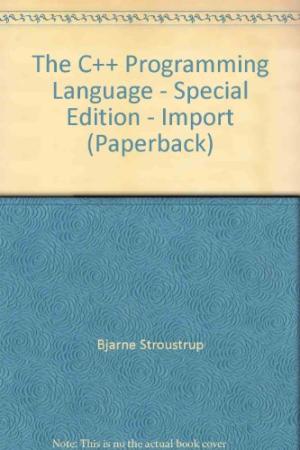 The C++ Programming
Language - Special
Edition - Import
(Paperback)
Bjarne Stroustrup
Note: This is no the actual book cover